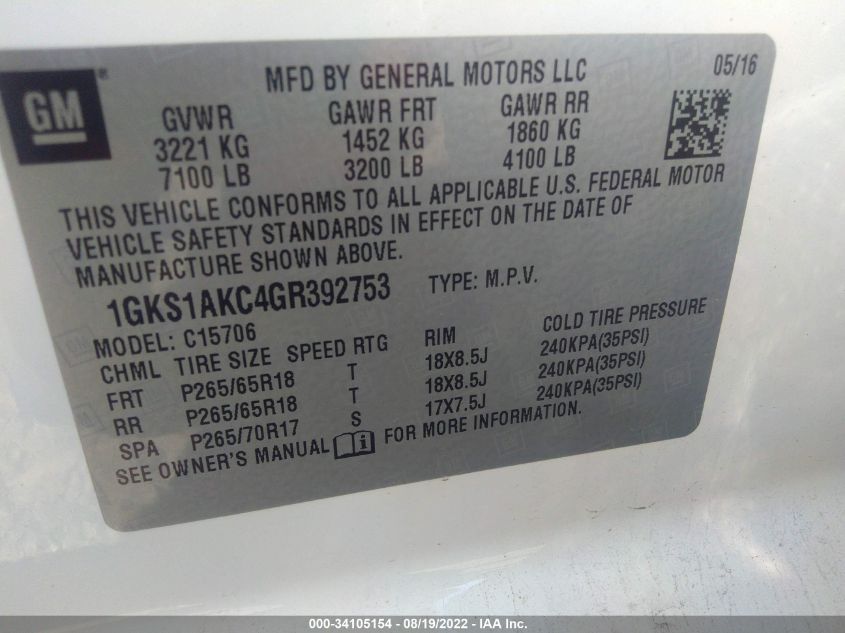 GM®
MFD BY GENERAL MOTORS LLC
05/16
GVWR GAWR FRT GAWR RR
3221 KG 1452 KG 1860 KG
7100 LB 3200 LB 4100 LB
THIS VEHICLE CONFORMS TO ALL APPLICABLE U.S. FEDERAL MOTOR
VEHICLE SAFETY STANDARDS IN EFFECT ON THE DATE OF
MANUFACTURE SHOWN ABOVE.
1GKS1AKC4GR392753 TYPE: M.P.V.
MODEL: C15706
CHML TIRE SIZE SPEED RTG RIM COLD TIRE PRESSURE
FRT P265/65R18 T 18X8.5J 240KPA(35PSI)
RR P265/65R18 T 18X8.5J 240KPA(35PSI)
SPA P265/70R17 S 17X7.5J 240KPA(35PSI)
SEE OWNER'S MANUAL FOR MORE INFORMATION.
000-34105154 - 08/19/2022 - IAA Inc.